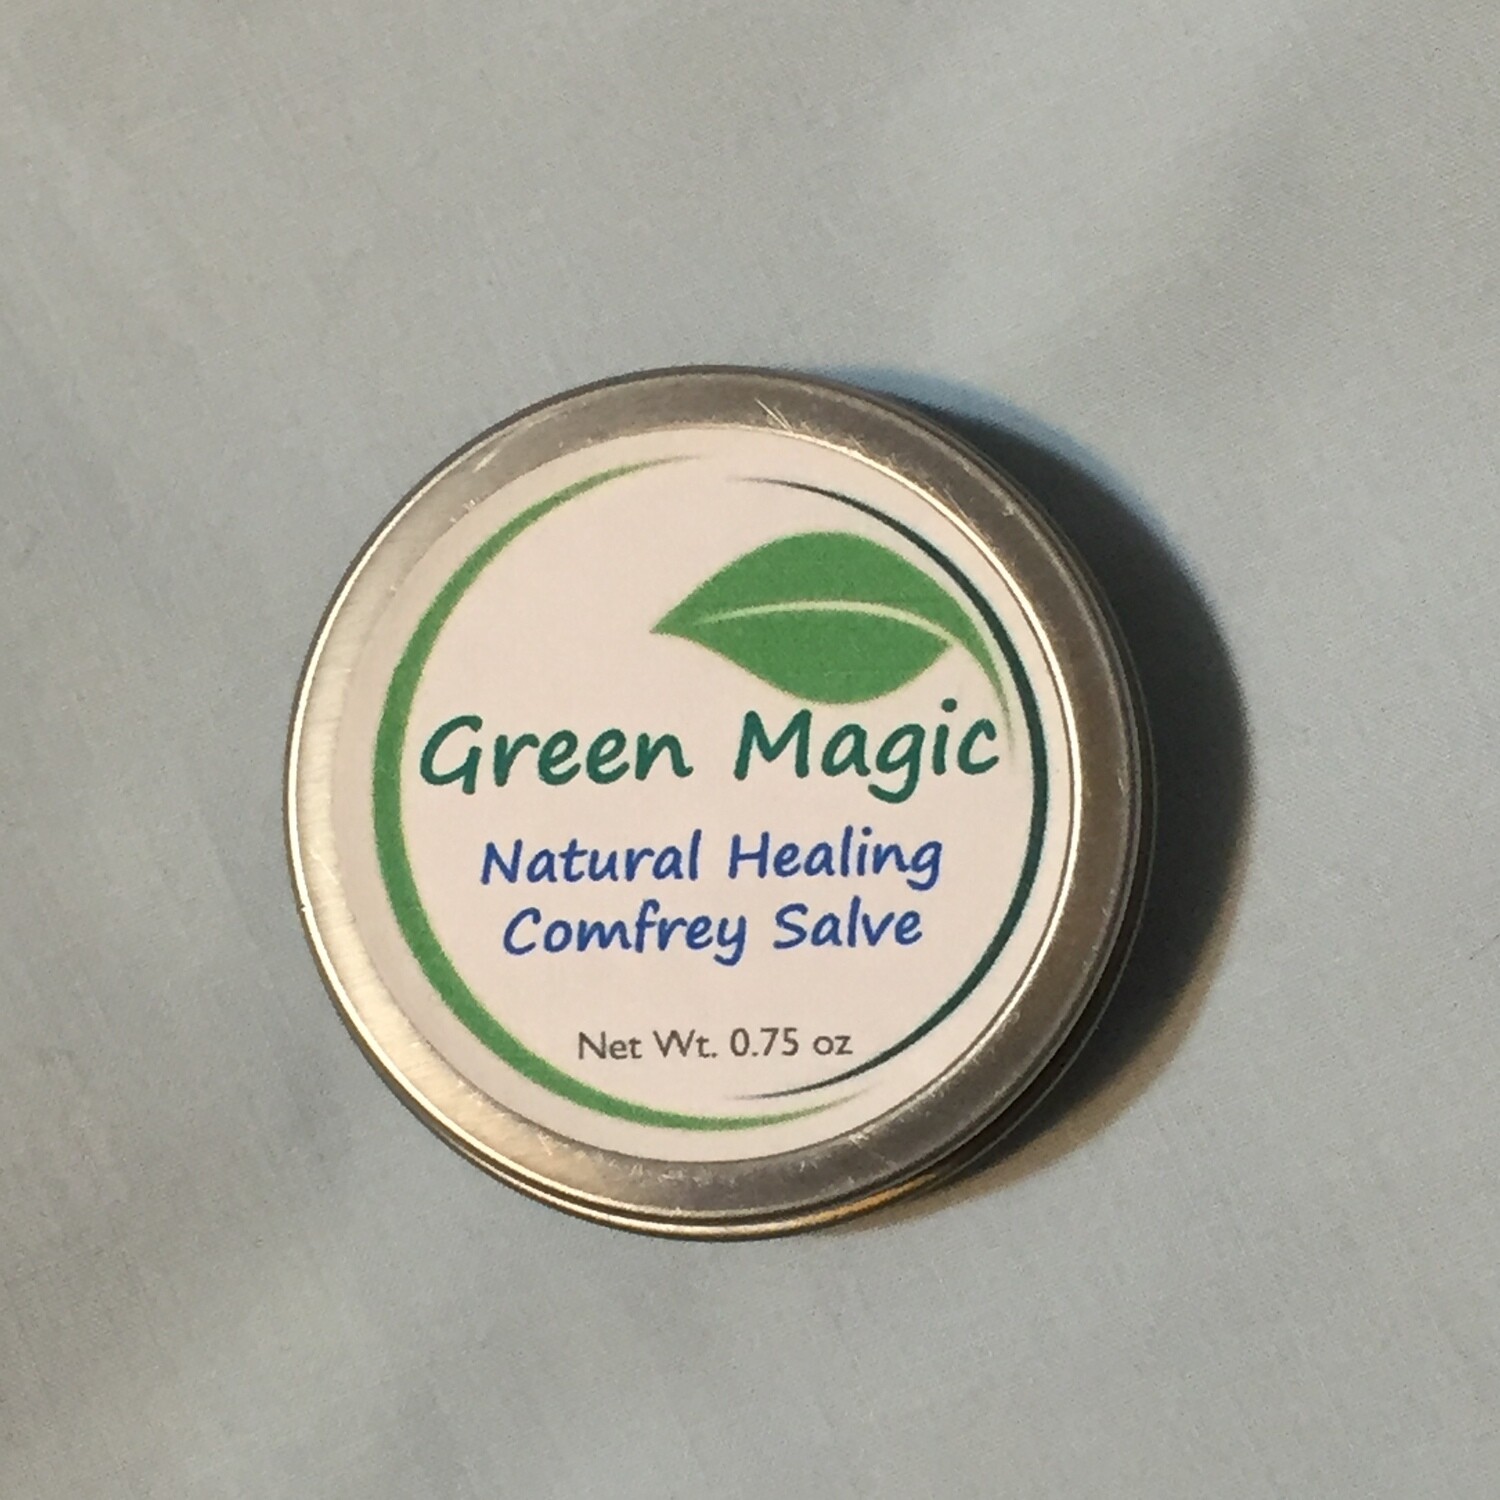 Green Magic
Natural Healing
Comfrey Salve
Net Wt. 0.75 oz